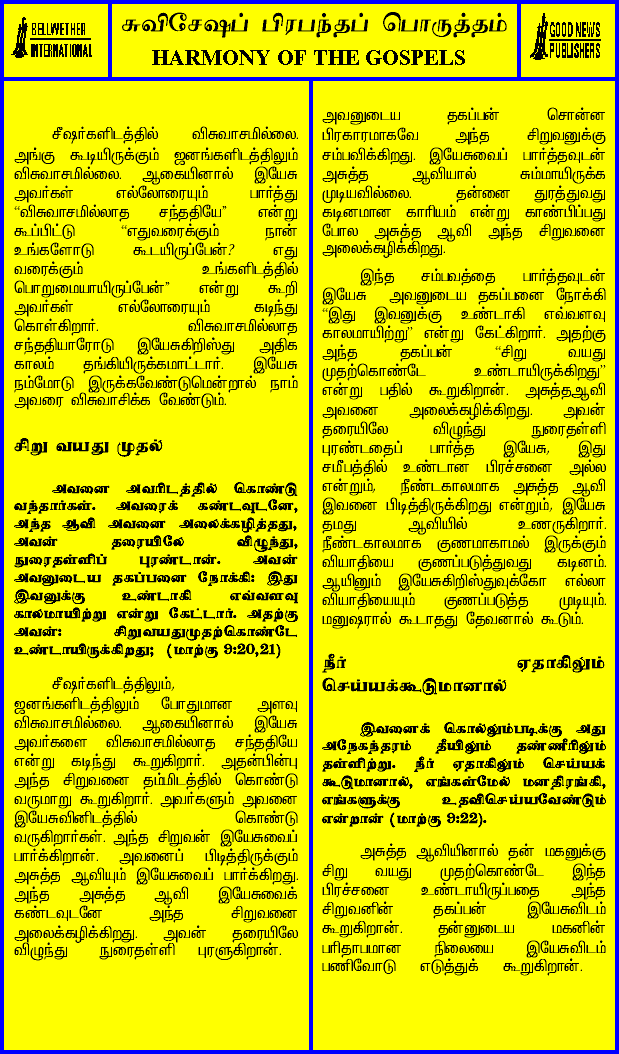 BELLWETHER
INTERNATIONAL
சுவிசேஷப் பிரபந்தப் பொருத்தம்
HARMONY OF THE GOSPELS
GOOD NEWS
PUBLISHERS
சீஷர்களிடத்தில் விசுவாசமில்லை.
அங்கு கூடியிருக்கும் ஜனங்களிடத்திலும்
விசுவாசமில்லை. ஆகையினால் இயேசு
அவர்கள் எல்லோரையும் பார்த்து
“விசுவாசமில்லாத சந்ததியே” என்று
கூப்பிட்டு “எதுவரைக்கும் நான்
உங்களோடு கூடயிருப்பேன்? எது
வரைக்கும் உங்களிடத்தில்
பொறுமையாயிருப்பேன்” என்று கூறி
அவர்கள் எல்லோரையும் கடிந்து
கொள்கிறார். விசுவாசமில்லாத
சந்ததியாரோடு இயேசுகிறிஸ்து அதிக
காலம் தங்கியிருக்கமாட்டார். இயேசு
நம்மோடு இருக்கவேண்டுமென்றால் நாம்
அவரை விசுவாசிக்க வேண்டும்.
சிறு வயது முதல்
அவனை அவரிடத்தில் கொண்டு
வந்தார்கள். அவரைக் கண்டவுடனே,
அந்த ஆவி அவனை அலைக்கழித்தது,
அவன் தரையிலே விழுந்து,
நுரைதள்ளிப் புரண்டான். அவன்
அவனுடைய தகப்பனை நோக்கி: இது
இவனுக்கு உண்டாகி எவ்வளவு
காலமாயிற்று என்று கேட்டார். அதற்கு
அவன்: சிறுவயதுமுதற்கொண்டே
உண்டாயிருக்கிறது; (மாற்கு 9:20,21)
சீஷர்களிடத்திலும்,
ஜனங்களிடத்திலும் போதுமான அளவு
விசுவாசமில்லை. ஆகையினால் இயேசு
அவர்களை விசுவாசமில்லாத சந்ததியே
என்று கடிந்து கூறுகிறார். அதன்பின்பு
அந்த சிறுவனை தம்மிடத்தில் கொண்டு
வருமாறு கூறுகிறார். அவர்களும் அவனை
இயேசுவினிடத்தில் கொண்டு
வருகிறார்கள். அந்த சிறுவன் இயேசுவைப்
பார்க்கிறான். அவனைப் பிடித்திருக்கும்
அசுத்த ஆவியும் இயேசுவைப் பார்க்கிறது.
அந்த அசுத்த ஆவி இயேசுவைக்
கண்டவுடனே அந்த சிறுவனை
அலைக்கழிக்கிறது. அவன் தரையிலே
விழுந்து நுரைதள்ளி புரளுகிறான்.
அவனுடைய தகப்பன் சொன்ன
பிரகாரமாகவே அந்த சிறுவனுக்கு
சம்பவிக்கிறது. இயேசுவைப் பார்த்தவுடன்
அசுத்த ஆவியால் சும்மாயிருக்க
முடியவில்லை. தன்னை துரத்துவது
கடினமான காரியம் என்று காண்பிப்பது
போல அசுத்த ஆவி அந்த சிறுவனை
அலைக்கழிக்கிறது.
இந்த சம்பவத்தை பார்த்தவுடன்
இயேசு அவனுடைய தகப்பனை நோக்கி
“இது இவனுக்கு உண்டாகி எவ்வளவு
காலமாயிற்று” என்று கேட்கிறார். அதற்கு
அந்த தகப்பன் “சிறு வயது
முதற்கொண்டே உண்டாயிருக்கிறது”
என்று பதில் கூறுகிறான். அசுத்தஆவி
அவனை அலைக்கழிக்கிறது. அவன்
தரையிலே விழுந்து நுரைதள்ளி
புரண்டதைப் பார்த்த இயேசு, இது
சமீபத்தில் உண்டான பிரச்சனை அல்ல
என்றும், நீண்டகாலமாக அசுத்த ஆவி
இவனை பிடித்திருக்கிறது என்றும், இயேசு
தமது ஆவியில் உணருகிறார்.
நீண்டகாலமாக குணமாகாமல் இருக்கும்
வியாதியை குணப்படுத்துவது கடினம்.
ஆயினும் இயேசுகிறிஸ்துவுக்கோ எல்லா
வியாதியையும் குணப்படுத்த முடியும்.
மனுஷரால் கூடாதது தேவனால் கூடும்.
நீர் ஏதாகிலும்
செய்யக்கூடுமானால்
இவனைக் கொல்லும்படிக்கு அது
அநேகந்தரம் தீயிலும் தண்ணீரிலும்
தள்ளிற்று. நீர் ஏதாகிலும் செய்யக்
கூடுமானால், எங்கள்மேல் மனதிரங்கி,
எங்களுக்கு உதவிசெய்யவேண்டும்
என்றான் (மாற்கு 9:22).
அசுத்த ஆவியினால் தன் மகனுக்கு
சிறு வயது முதற்கொண்டே இந்த
பிரச்சனை உண்டாயிருப்பதை அந்த
சிறுவனின் தகப்பன் இயேசுவிடம்
கூறுகிறான். தன்னுடைய மகனின்
பரிதாபமான நிலையை இயேசுவிடம்
பணிவோடு எடுத்துக் கூறுகிறான்.